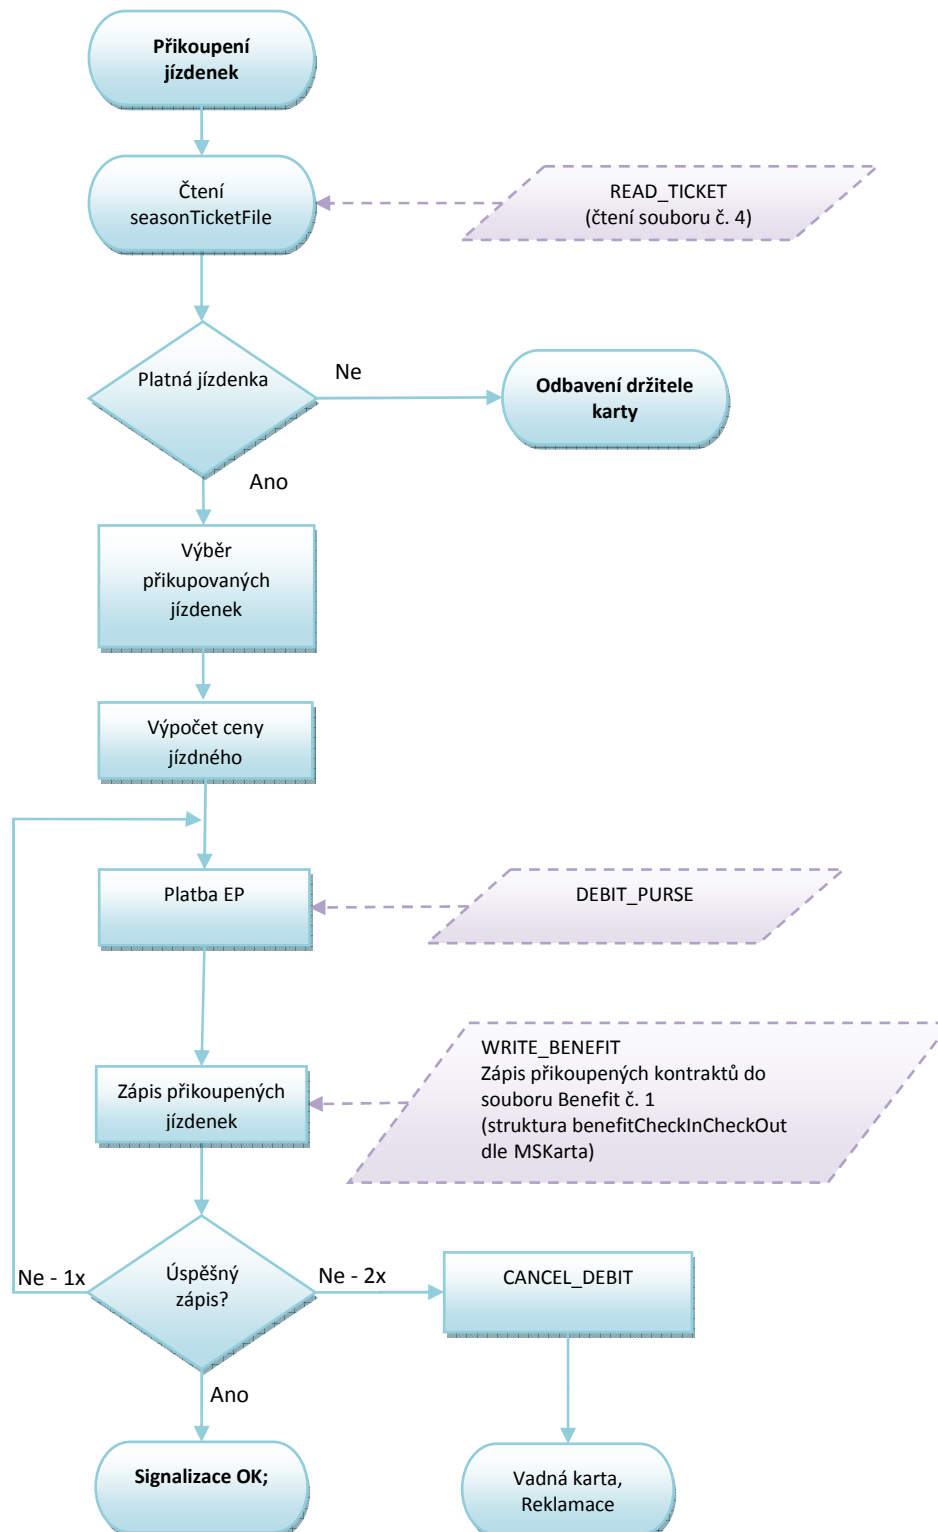 Přikoupení
jízdenek
Čtení
seasonTicketFile
READ_TICKET
(čtení souboru č. 4)
Platná jízdenka
Ne
Odbavení držitele
karty
Ano
Výběr
přikupovaných
jízdenek
Výpočet ceny
jízdného
Platba EP
DEBIT_PURSE
WRITE_BENEFIT
Zápis přikoupených kontraktů do
souboru Benefit č. 1
(struktura benefitCheckInCheckOut
dle MSKarta)
Zápis přikoupených
jízdenek
Ne - 1x
Úspěšný
zápis?
Ne - 2x
CANCEL_DEBIT
Ano
Signalizace OK;
Vadná karta,
Reklamace